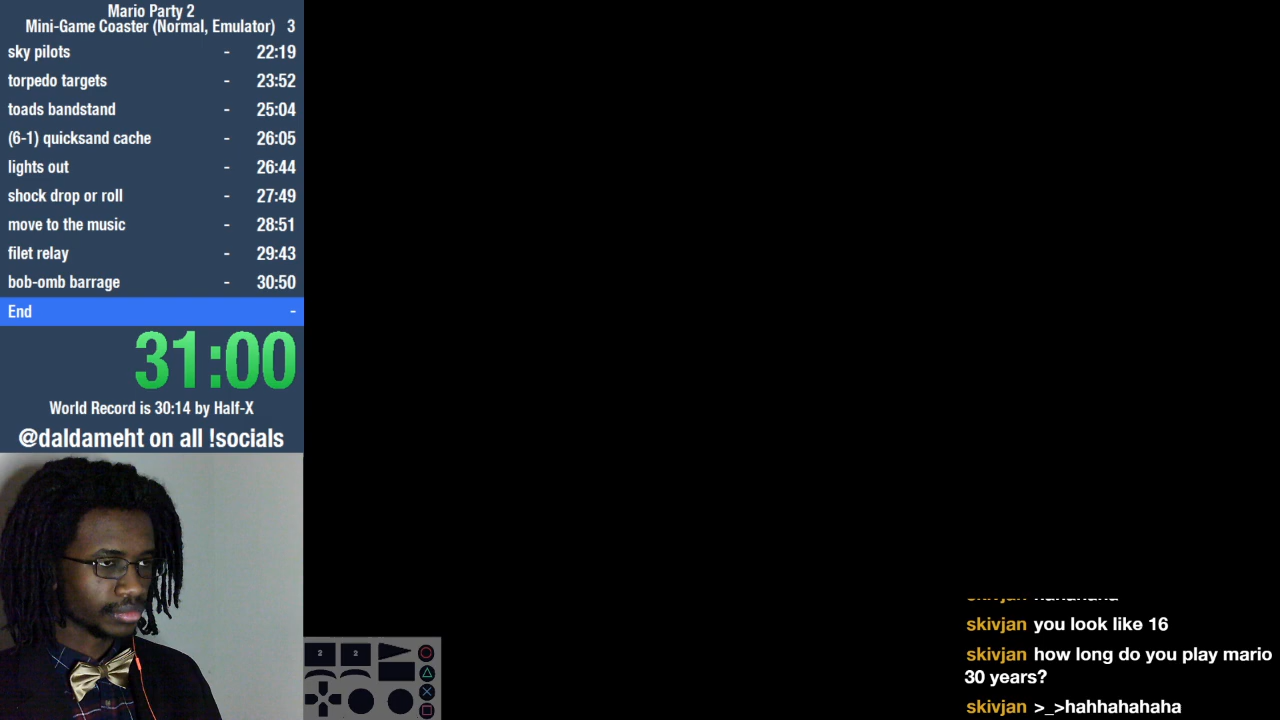 Mario Party 2
Mini-Game Coaster (Normal, Emulator) 3
sky pilots - 22:19
torpedo targets - 23:52
toads bandstand - 25:04
(6-1) quicksand cache - 26:05
lights out - 26:44
shock drop or roll - 27:49
move to the music - 28:51
filet relay - 29:43
bob-omb barrage - 30:50
End -
31:00
World Record is 30:14 by Half-X
@daldameht on all !socials
2 2
skivjan hahahaha
skivjan you look like 16
skivjan how long do you play mario
30 years?
skivjan >_>hahhahahaha